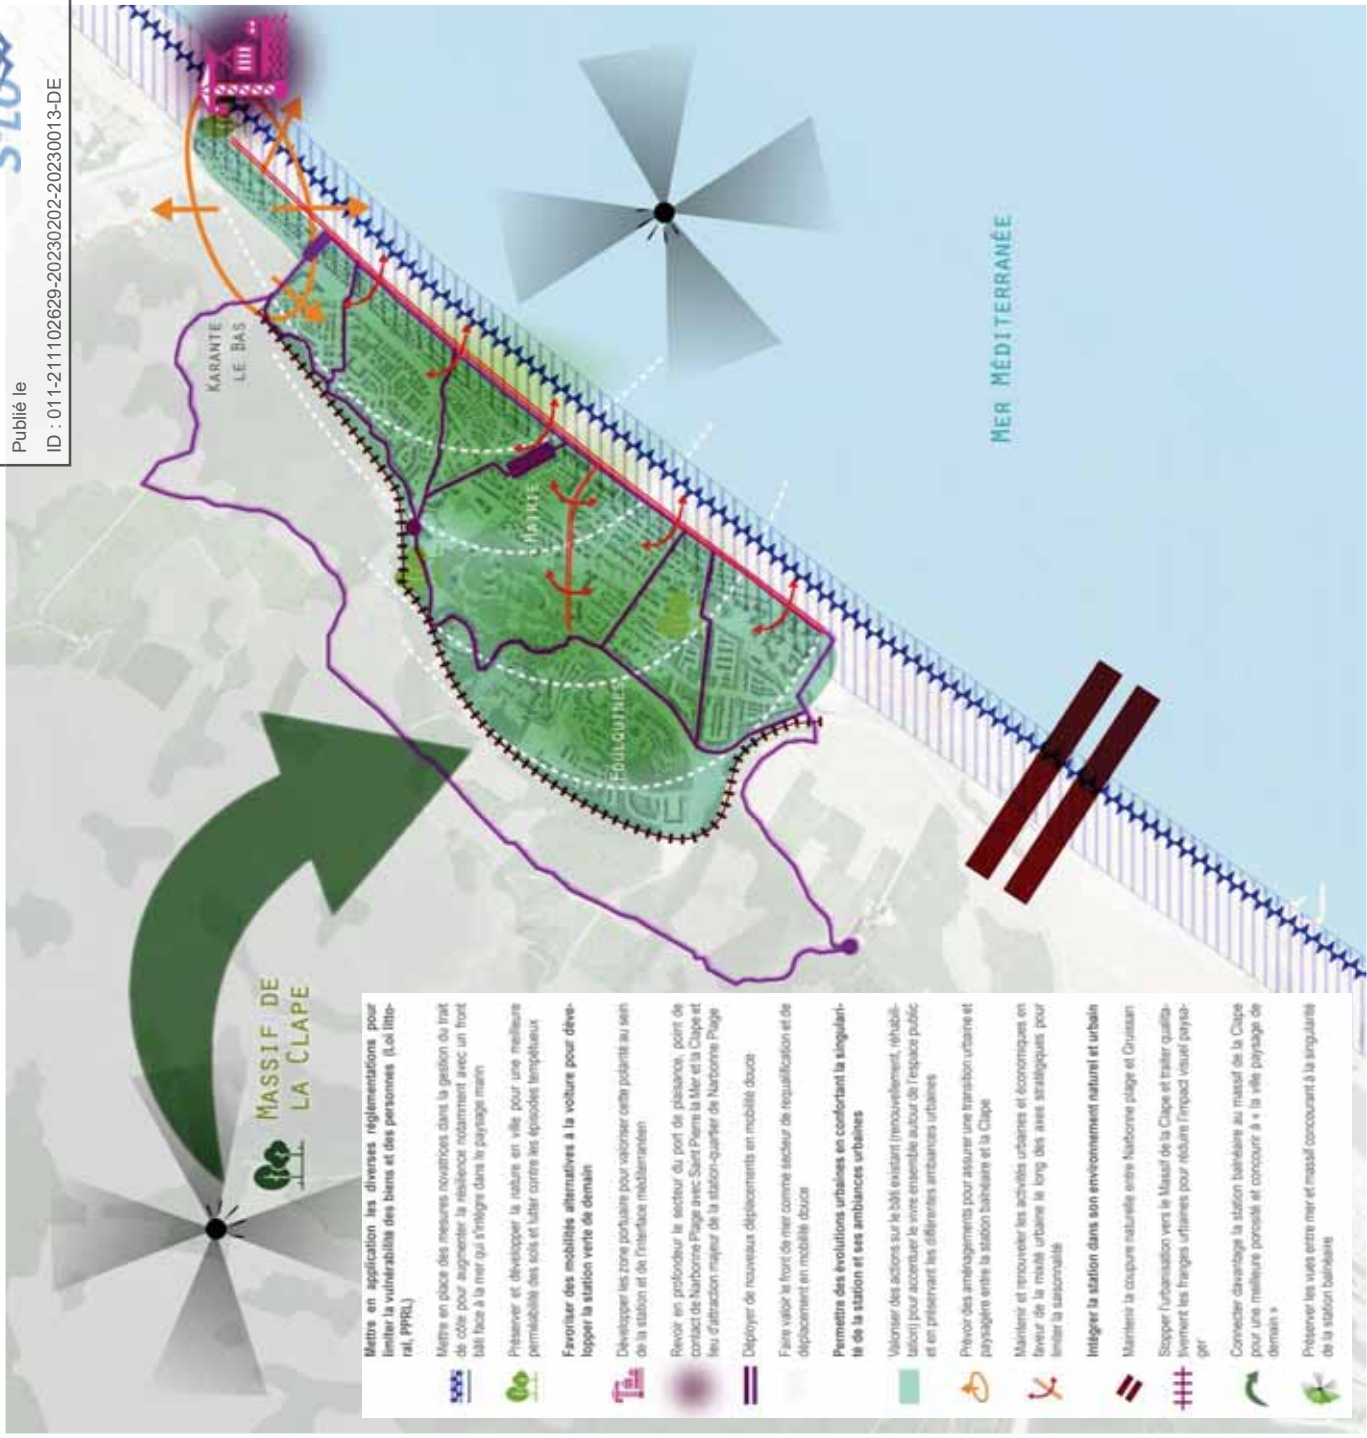 S²LO
Publié le
ID : 011-211102629-20230202-20230013-DE
MASSIF DE
LA CLAPE
KARANTE
LE BAS
MAIRIE
FOULQUINES
MER MÉDITERRANÉE
Mettre en application les diverses réglementations pour
limiter la vulnérabilité des biens et des personnes (Loi litto-
ral, PPRL)
Mettre en place des mesures novatrices dans la gestion du trait
de côte pour augmenter la résilience notamment avec un front
bâti face à la mer qui s'intègre dans le paysage marin
Préserver et développer la nature en ville pour une meilleure
perméabilité des sols et lutter contre les épisodes tempétueux
Favoriser des mobilités alternatives à la voiture pour déve-
lopper la station verte de demain
Développer les zone portuaire pour valoriser cette polarité au sein
de la station et de l'interface méditerranéen
Revoir en profondeur le secteur du port de plaisance, point de
contact de Narbonne Plage avec Saint Pierre la Mer et la Clape et
lieu d'attraction majeur de la station-quartier de Narbonne Plage
Déployer de nouveaux déplacements en mobilité douce
Faire valoir le front de mer comme secteur de requalification et de
déplacement en mobilité douce
Permettre des évolutions urbaines en confortant la singulari-
té de la station et ses ambiances urbaines
Valoriser des actions sur le bâti existant (renouvellement, réhabili-
tation) pour accentuer le vivre ensemble autour de l'espace public
et en préservant les différentes ambiances urbaines
Prévoir des aménagements pour assurer une transition urbaine et
paysagère entre la station balnéaire et la Clape
Maintenir et renouveler les activités urbaines et économiques en
faveur de la mixité urbaine le long des axes stratégiques pour
limiter la saisonnalité
Intégrer la station dans son environnement naturel et urbain
Maintenir la coupure naturelle entre Narbonne plage et Gruissan
Stopper l'urbanisation vers le Massif de la Clape et traiter qualita-
tivement les franges urbaines pour réduire l'impact visuel paysa-
ger
Connecter davantage la station balnéaire au massif de la Clape
pour une meilleure porosité et concourir à « la ville paysage de
demain »
Préserver les vues entre mer et massif concourant à la singularité
de la station balnéaire